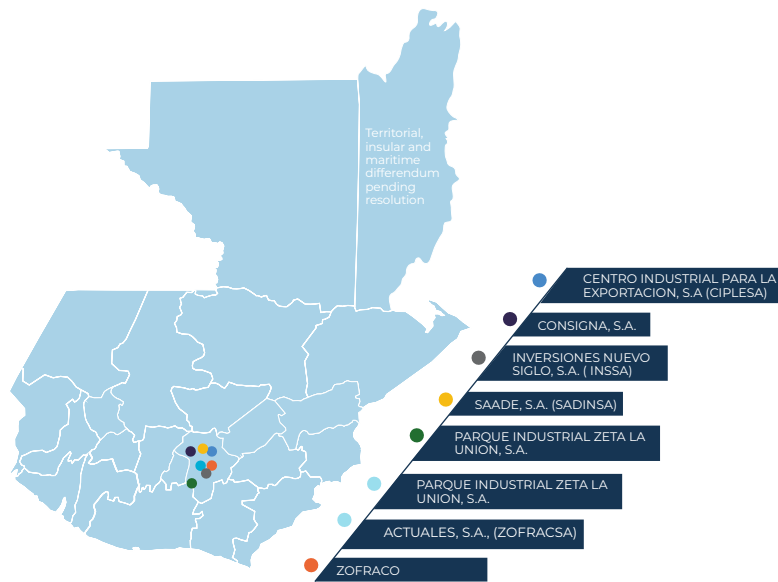 Territorial,
insular and
maritime
differendum
pending
resolution
CENTRO INDUSTRIAL PARA LA
EXPORTACION, S.A (CIPLESA)
CONSIGNA, S.A.
INVERSIONES NUEVO
SIGLO, S.A. ( INSSA)
SAADE, S.A. (SADINSA)
PARQUE INDUSTRIAL ZETA LA
UNION, S.A.
PARQUE INDUSTRIAL ZETA LA
UNION, S.A.
ACTUALES, S.A., (ZOFRACSA)
ZOFRACO